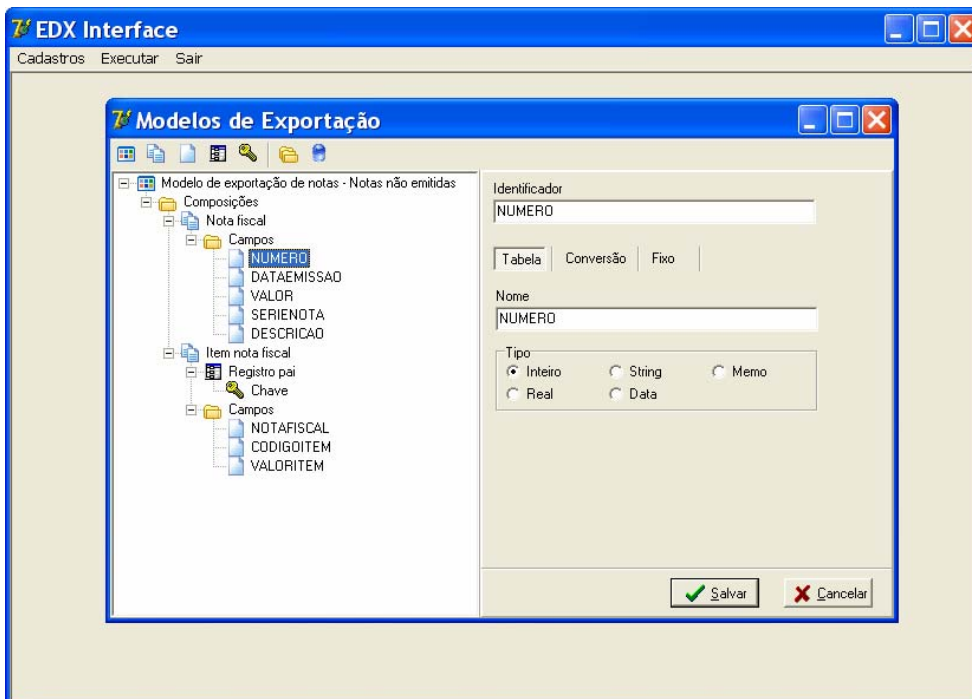 EDX Interface
Cadastros Executar Sair
Modelos de Exportação
Modelo de exportação de notas - Notas não emitidas
Composições
Nota fiscal
Campos
NUMERO
DATAEMISSAO
VALOR
SERIENOTA
DESCRICAO
Item nota fiscal
Registro pai
Chave
Campos
NOTAFISCAL
CODIGOITEM
VALORITEM
Identificador
NUMERO
Tabela Conversão Fixo
Nome
NUMERO
Tipo
Inteiro String Memo
Real Data
Salvar Cancelar